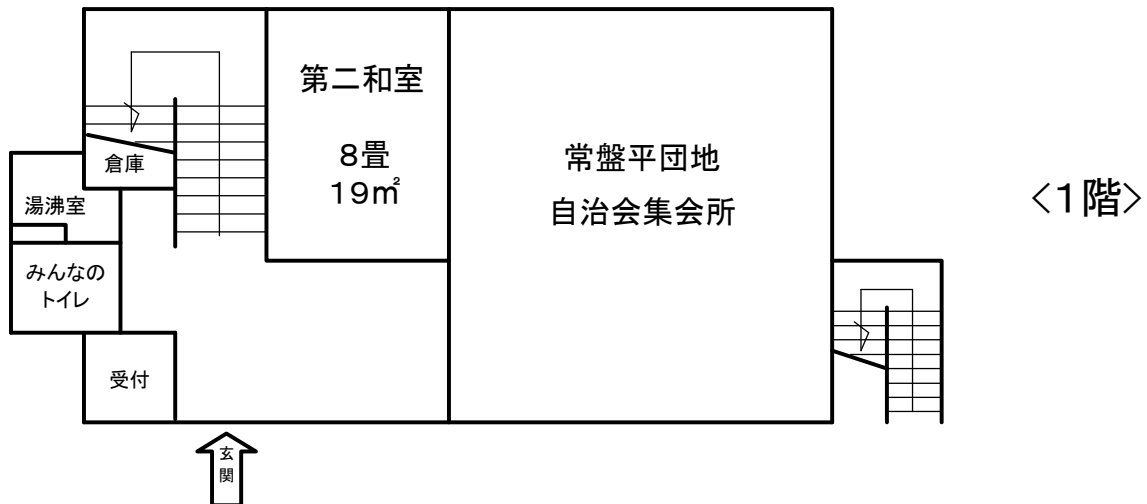 第二和室
8畳
19㎡
常盤平団地
自治会集会所
<1階>
倉庫
湯沸室
みんなの
トイレ
受付
玄
関